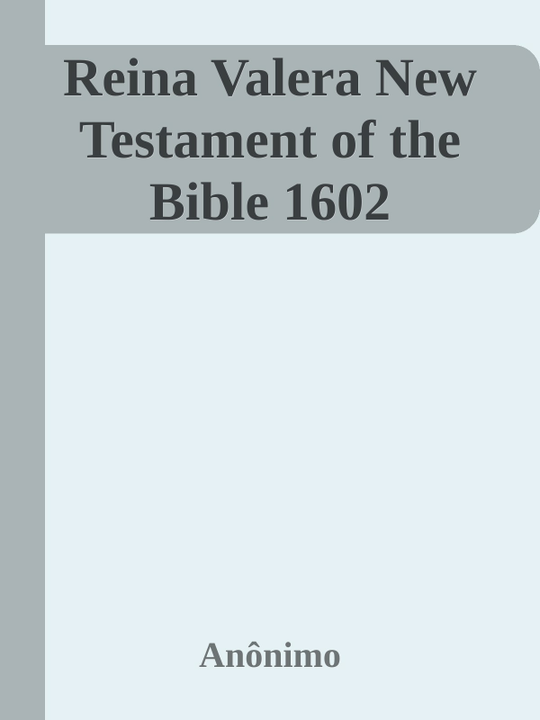 Reina Valera New
Testament of the
Bible 1602
Anônimo